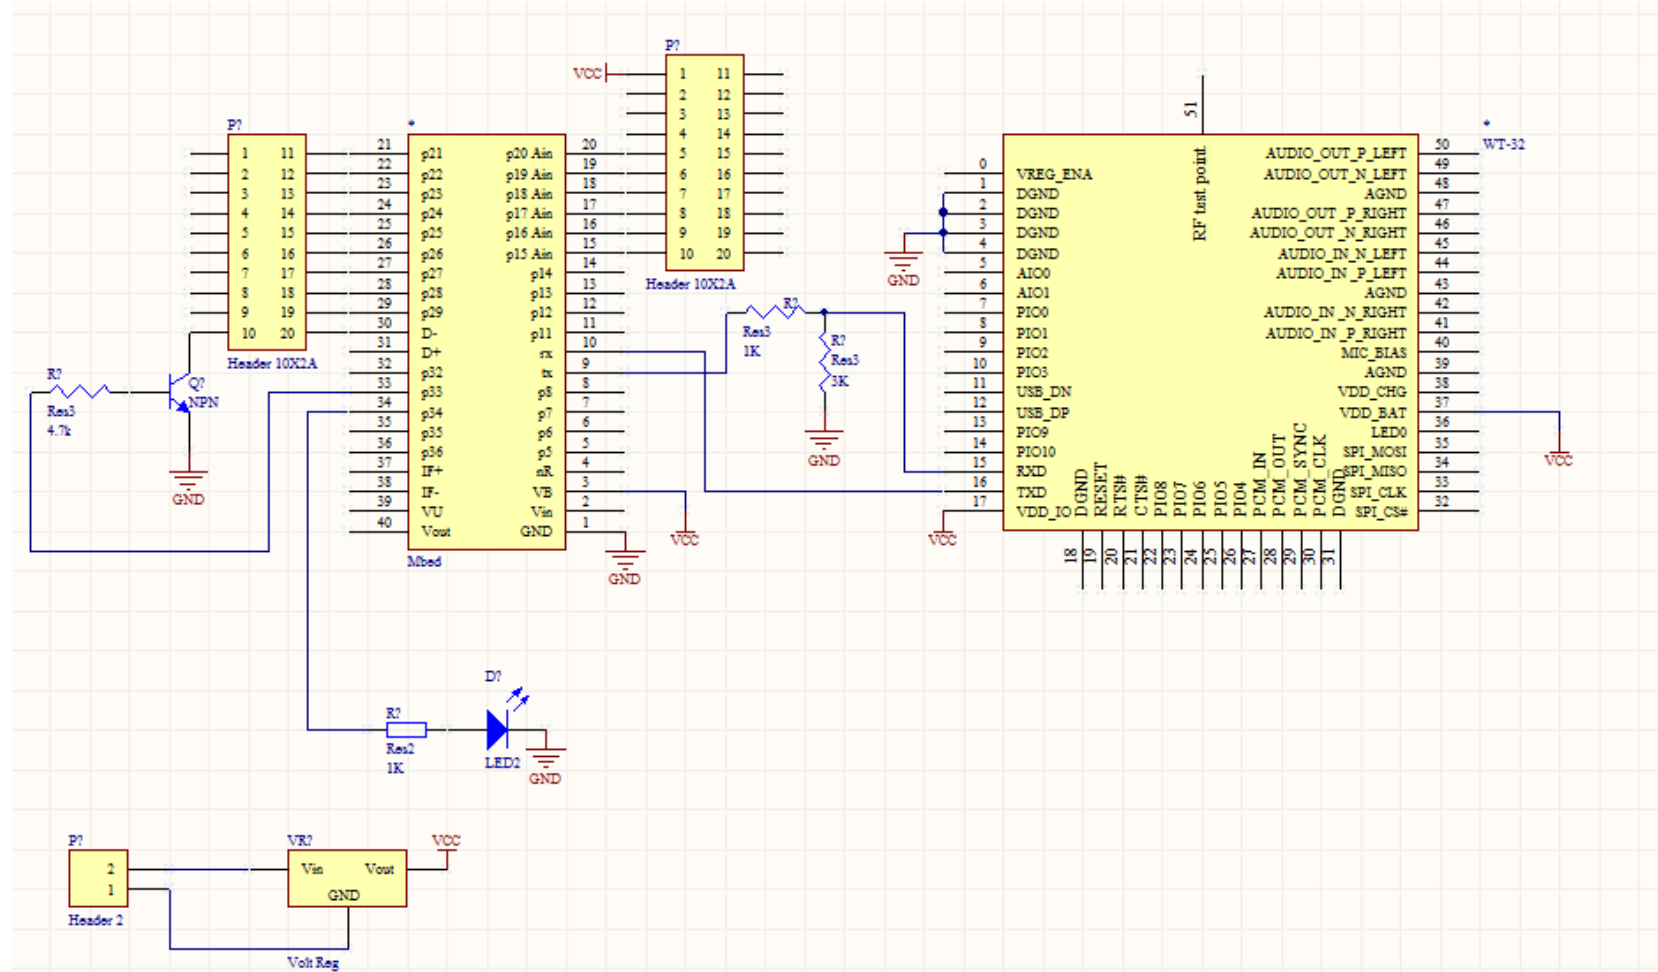 P?
VCC
1 11
2 12
3 13
4 14
5 15
6 16
7 17
8 18
9 19
10 20
Header 10X2A
P?
1 11
2 12
3 13
4 14
5 15
6 16
7 17
8 18
9 19
10 20
Header 10X2A
*
21 p21 p20 Ain 20
22 p22 p19 Ain 19
23 p23 p18 Ain 18
24 p24 p17 Ain 17
25 p25 p16 Ain 16
26 p26 p15 Ain 15
27 p27 p14 14
28 p28 p13 13
29 p29 p12 12
30 D- p11 11
31 D+ rx 10
32 p32 tx 9
33 p33 p8 8
34 p34 p7 7
35 p35 p6 6
36 p36 p5 5
37 IF+ nR 4
38 IF- VB 3
39 VU Vin 2
40 Vout GND 1
Mbed
VCC
GND
R?
Res3
4.7k
Q?
NPN
GND
R?
Res3
1K
R?
Res3
3K
GND
*
WT-32
51
RF test point
0 VREG_ENA
1 DGND
2 DGND
3 DGND
4 DGND
5 AIO0
6 AIO1
7 PIO0
8 PIO1
9 PIO2
10 PIO3
11 USB_DN
12 USB_DP
13 PIO9
14 PIO10
15 RXD
16 TXD
17 VDD_IO
GND
VCC
AUDIO_OUT_P_LEFT 50
AUDIO_OUT_N_LEFT 49
AGND 48
AUDIO_OUT _P_RIGHT 47
AUDIO_OUT _N_RIGHT 46
AUDIO_IN_N_LEFT 45
AUDIO_IN_P_LEFT 44
AGND 43
AUDIO_IN _N_RIGHT 42
AUDIO_IN _P_RIGHT 41
MIC_BIAS 40
AGND 39
VDD_CHG 38
VDD_BAT 37
LED0 36
SPI_MOSI 35
SPI_MISO 34
SPI_CLK 33
SPI_CS# 32
VCC
DGND 18
RESET 19
RTS# 20
CTS# 21
PIO8 22
PIO7 23
PIO6 24
PIO5 25
PIO4 26
PCM_IN 27
PCM_OUT 28
PCM_SYNC 29
PCM_CLK 30
DGND 31
R?
Res2
1K
D?
LED2
GND
P?
2
1
Header 2
VR?
Vin Vout
GND
Volt Reg
VCC